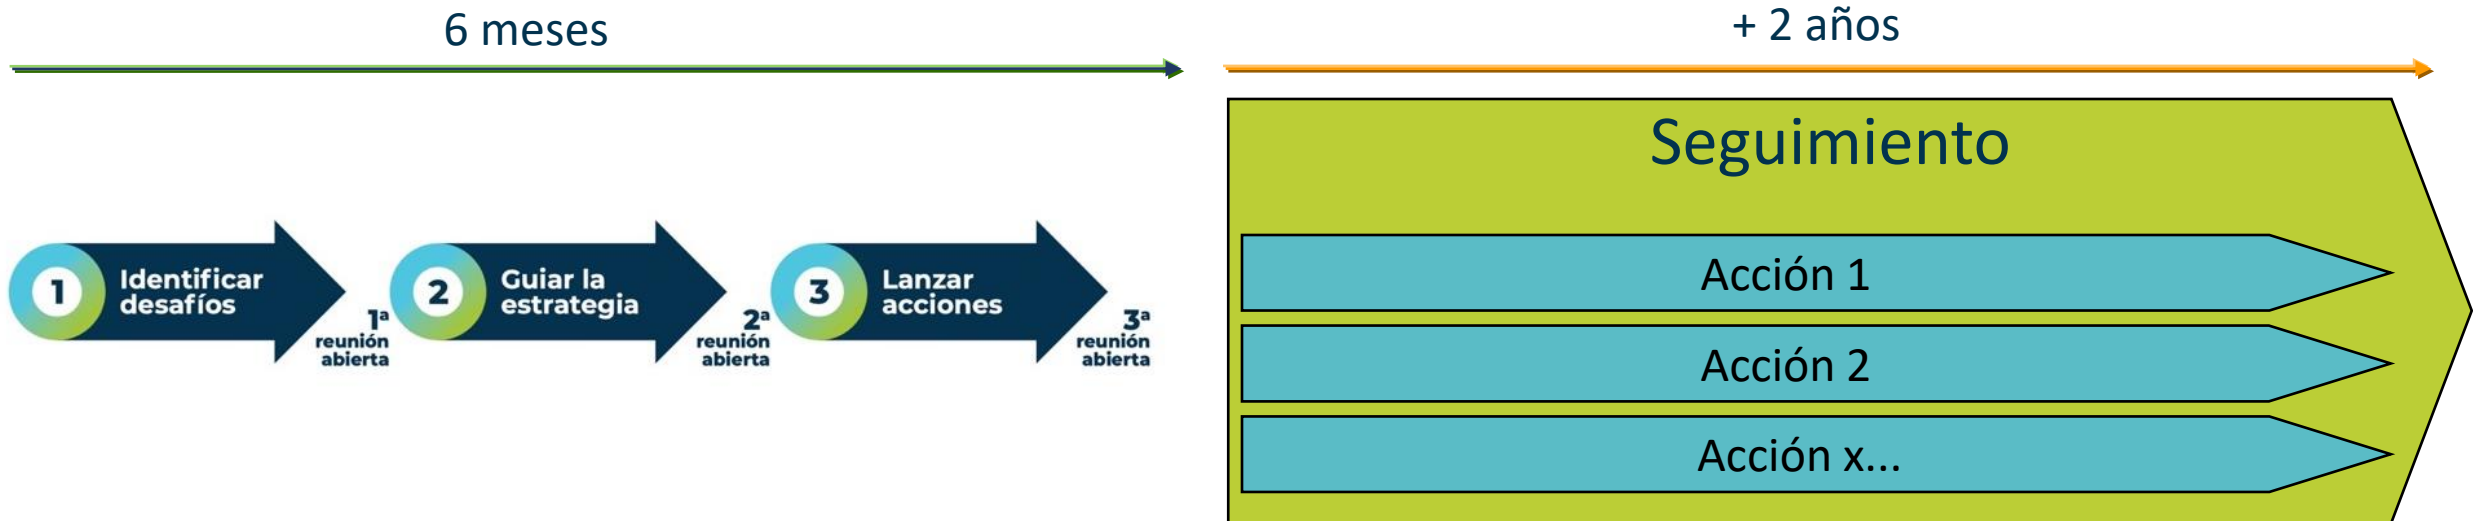 6 meses
+ 2 años
1
Identificar
desafíos
1ª
reunión
abierta
2
Guiar la
estrategia
2ª
reunión
abierta
3
Lanzar
acciones
3ª
reunión
abierta
Seguimiento
Acción 1
Acción 2
Acción x...